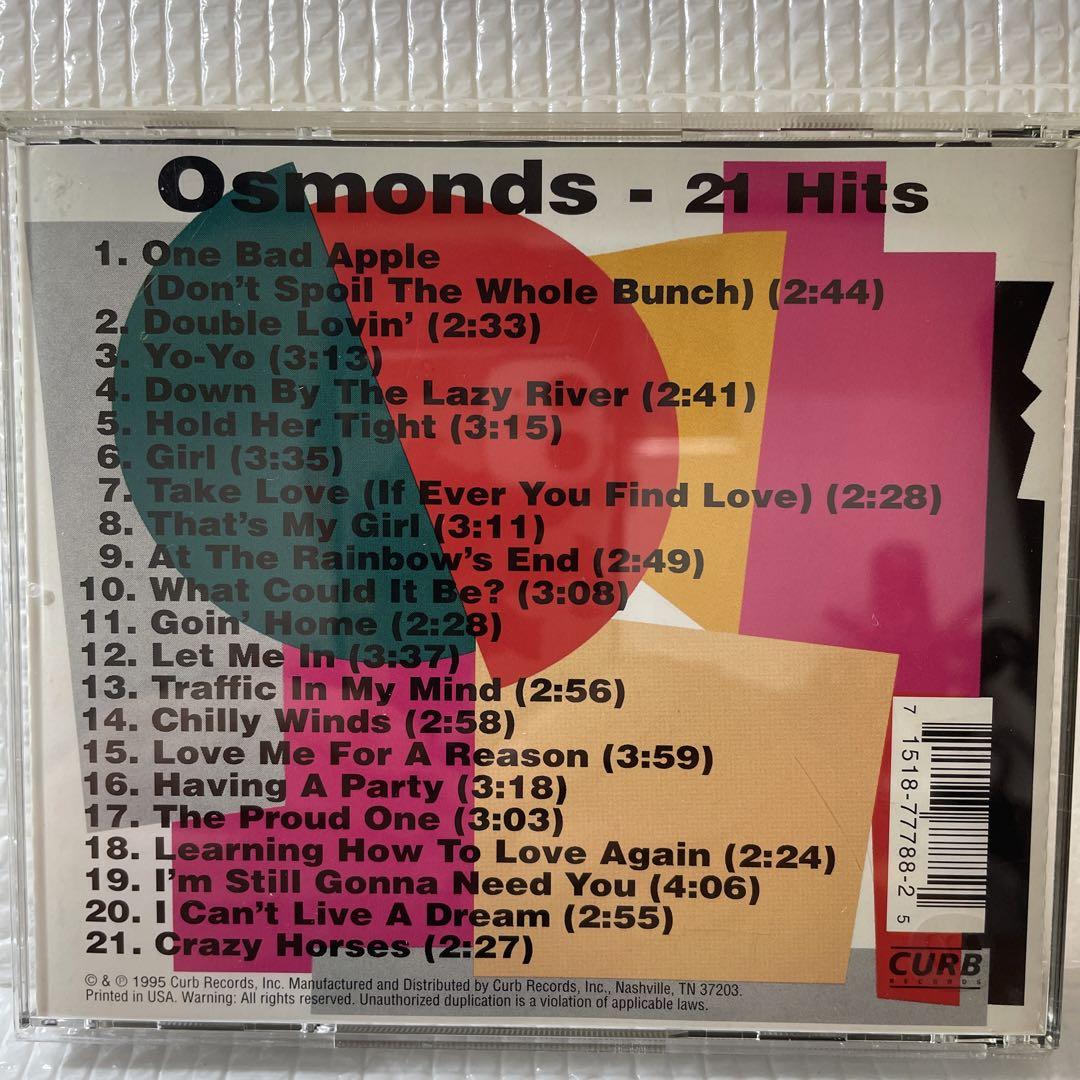 Osmonds - 21 Hits
1. One Bad Apple
(Don't Spoil The Whole Bunch) (2:44)
2. Double Lovin' (2:33)
3. Yo-Yo (3:13)
4. Down By The Lazy River (2:41)
5. Hold Her Tight (3:15)
6. Girl (3:35)
7. Take Love (If Ever You Find Love) (2:28)
8. That's My Girl (3:11)
9. At The Rainbow's End (2:49)
10. What Could It Be? (3:08)
11. Goin' Home (2:28)
12. Let Me In (3:37)
13. Traffic In My Mind (2:56)
14. Chilly Winds (2:58)
15. Love Me For A Reason (3:59)
16. Having A Party (3:18)
17. The Proud One (3:03)
18. Learning How To Love Again (2:24)
19. I'm Still Gonna Need You (4:06)
20. I Can't Live A Dream (2:55)
21. Crazy Horses (2:27)
7 1518-77788-2 5
CURB
RECORDS
© & ℗ 1995 Curb Records, Inc. Manufactured and Distributed by Curb Records, Inc., Nashville, TN 37203.
Printed in USA. Warning: All rights reserved. Unauthorized duplication is a violation of applicable laws.